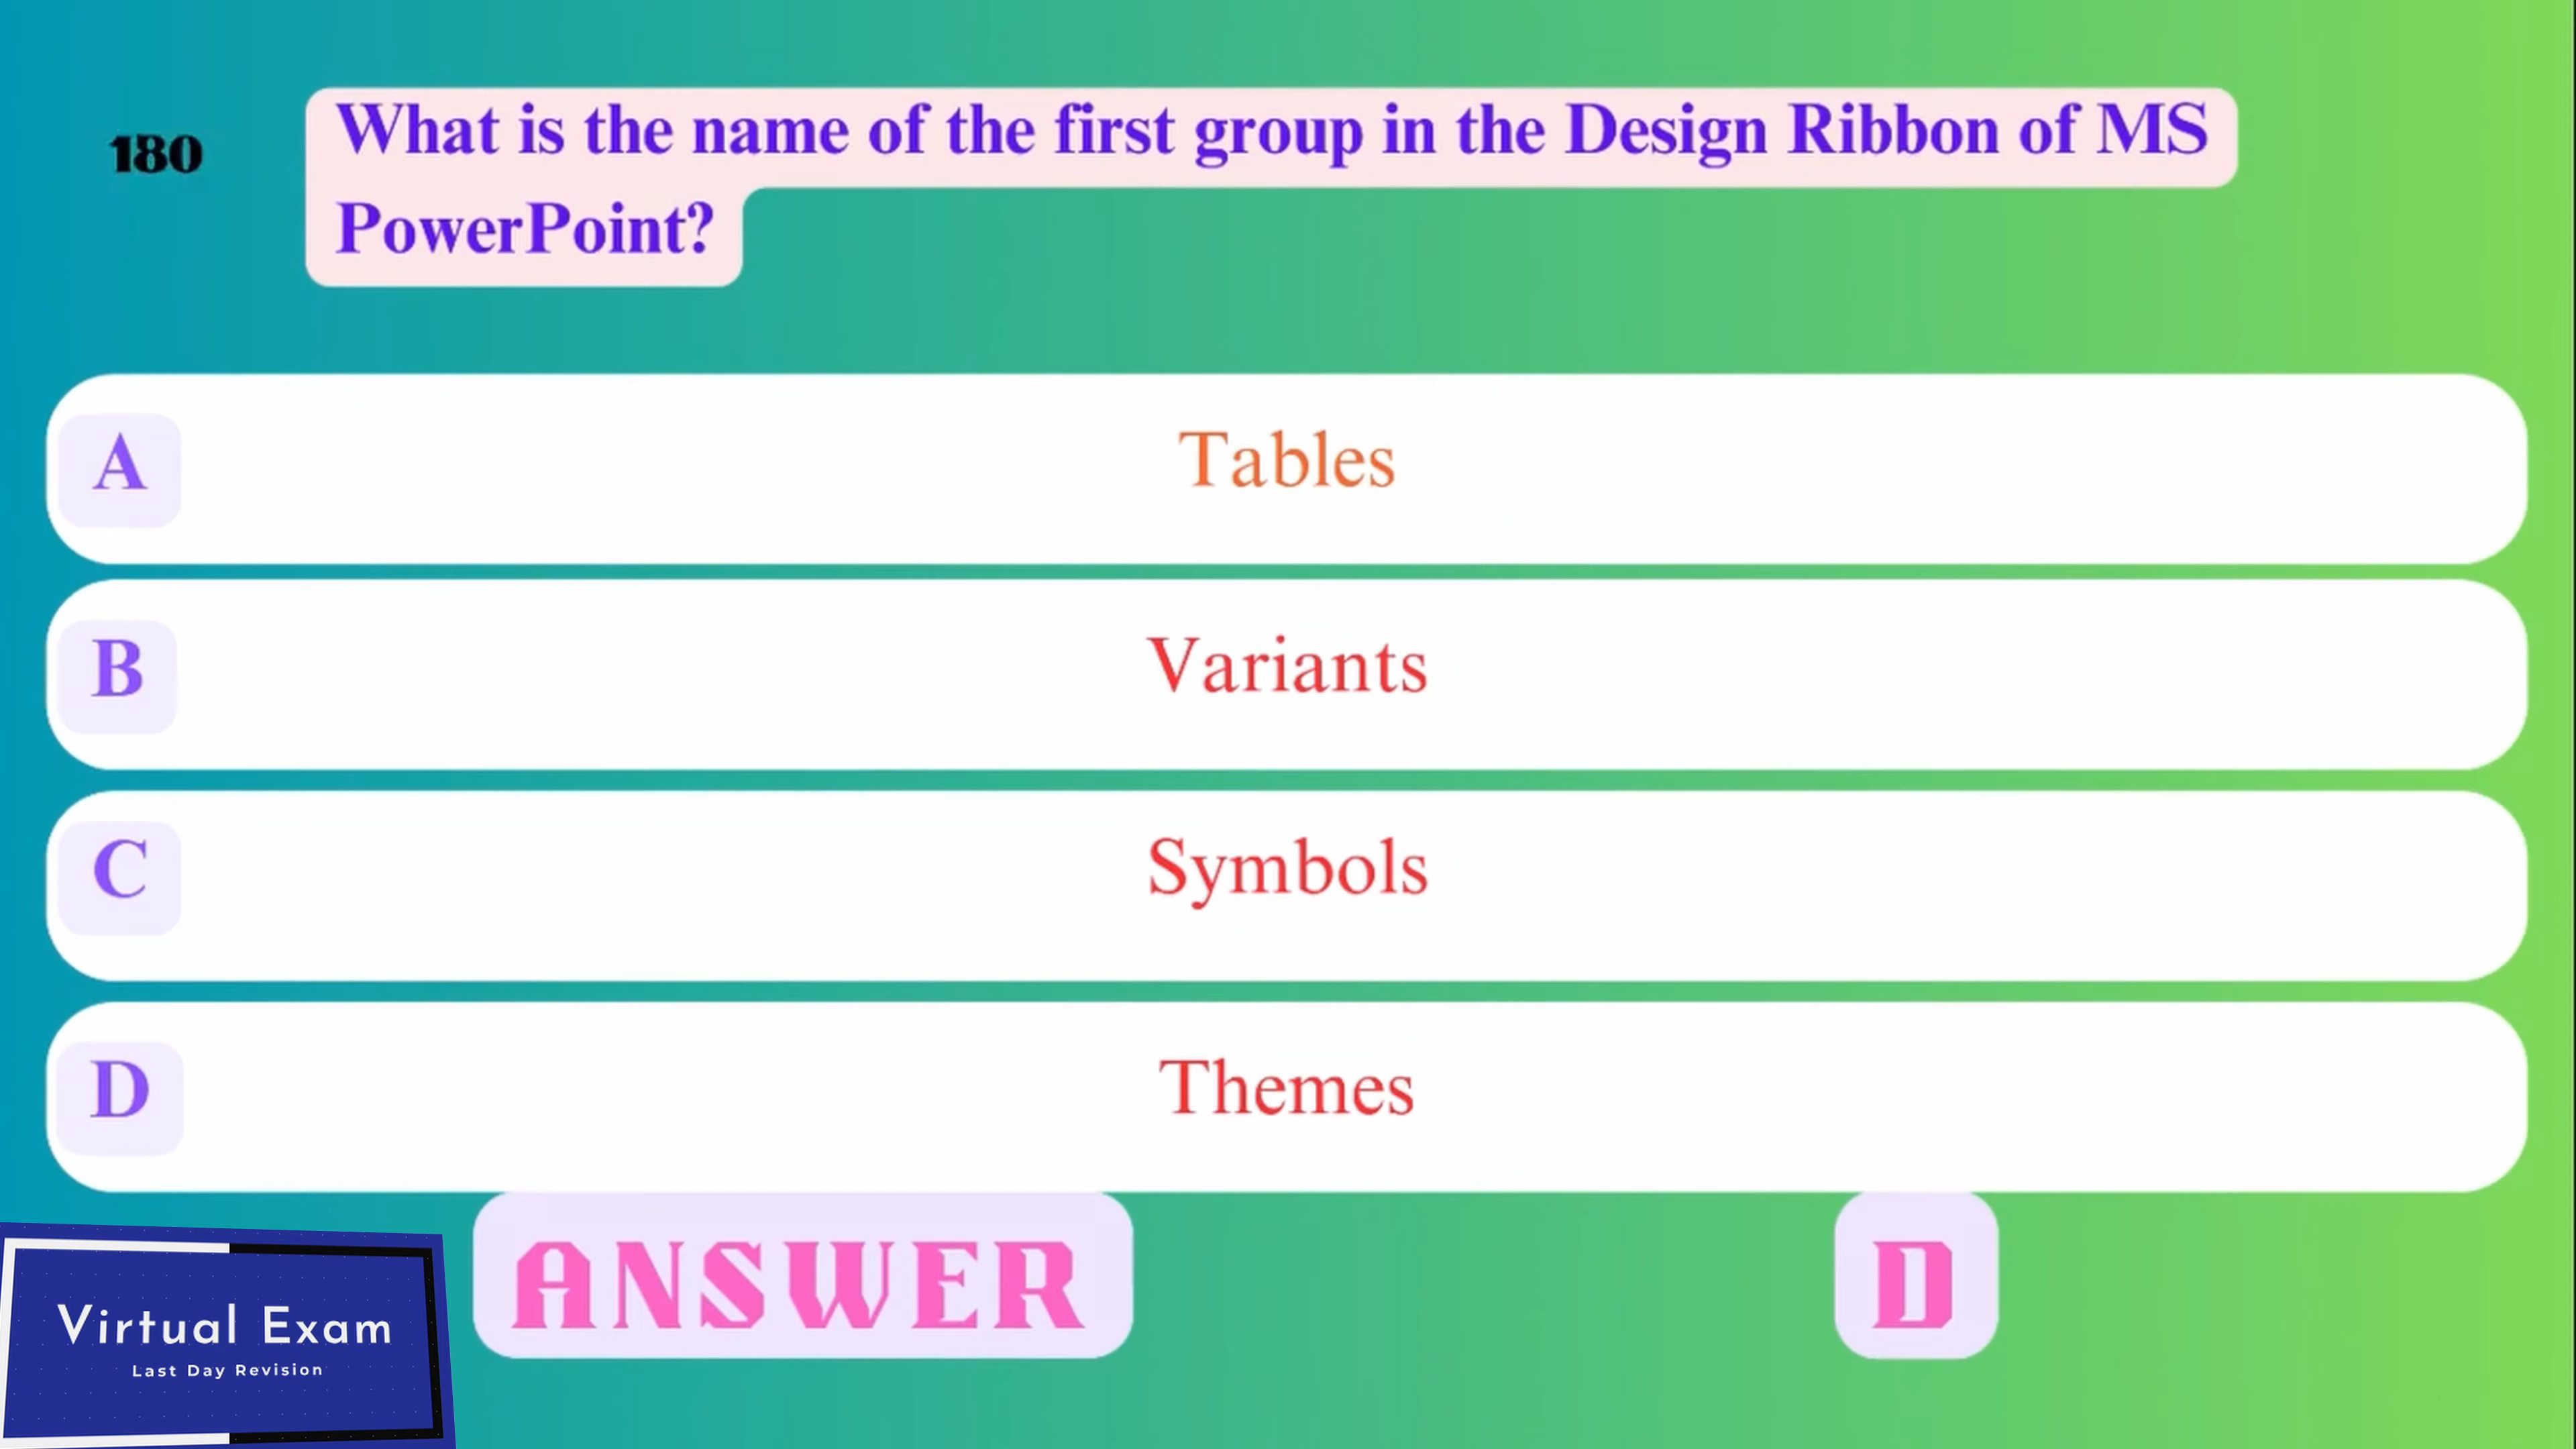 180
What is the name of the first group in the Design Ribbon of MS
PowerPoint?
A
Tables
B
Variants
C
Symbols
D
Themes
ANSWER
D
Virtual Exam
Last Day Revision